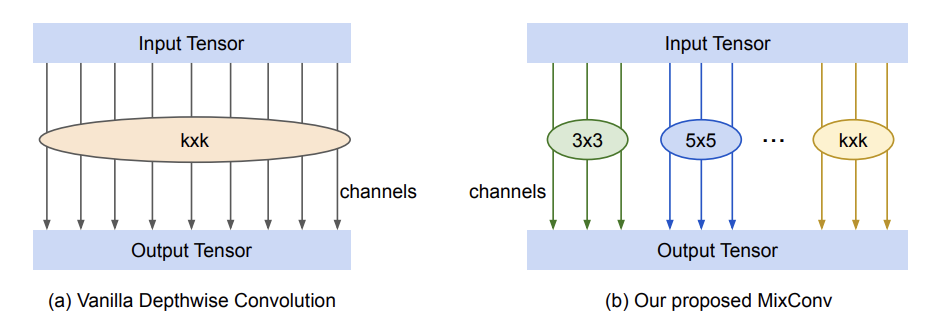 Input Tensor
kxk
channels
Output Tensor
(a) Vanilla Depthwise Convolution
Input Tensor
3x3
5x5
...
kxk
channels
Output Tensor
(b) Our proposed MixConv